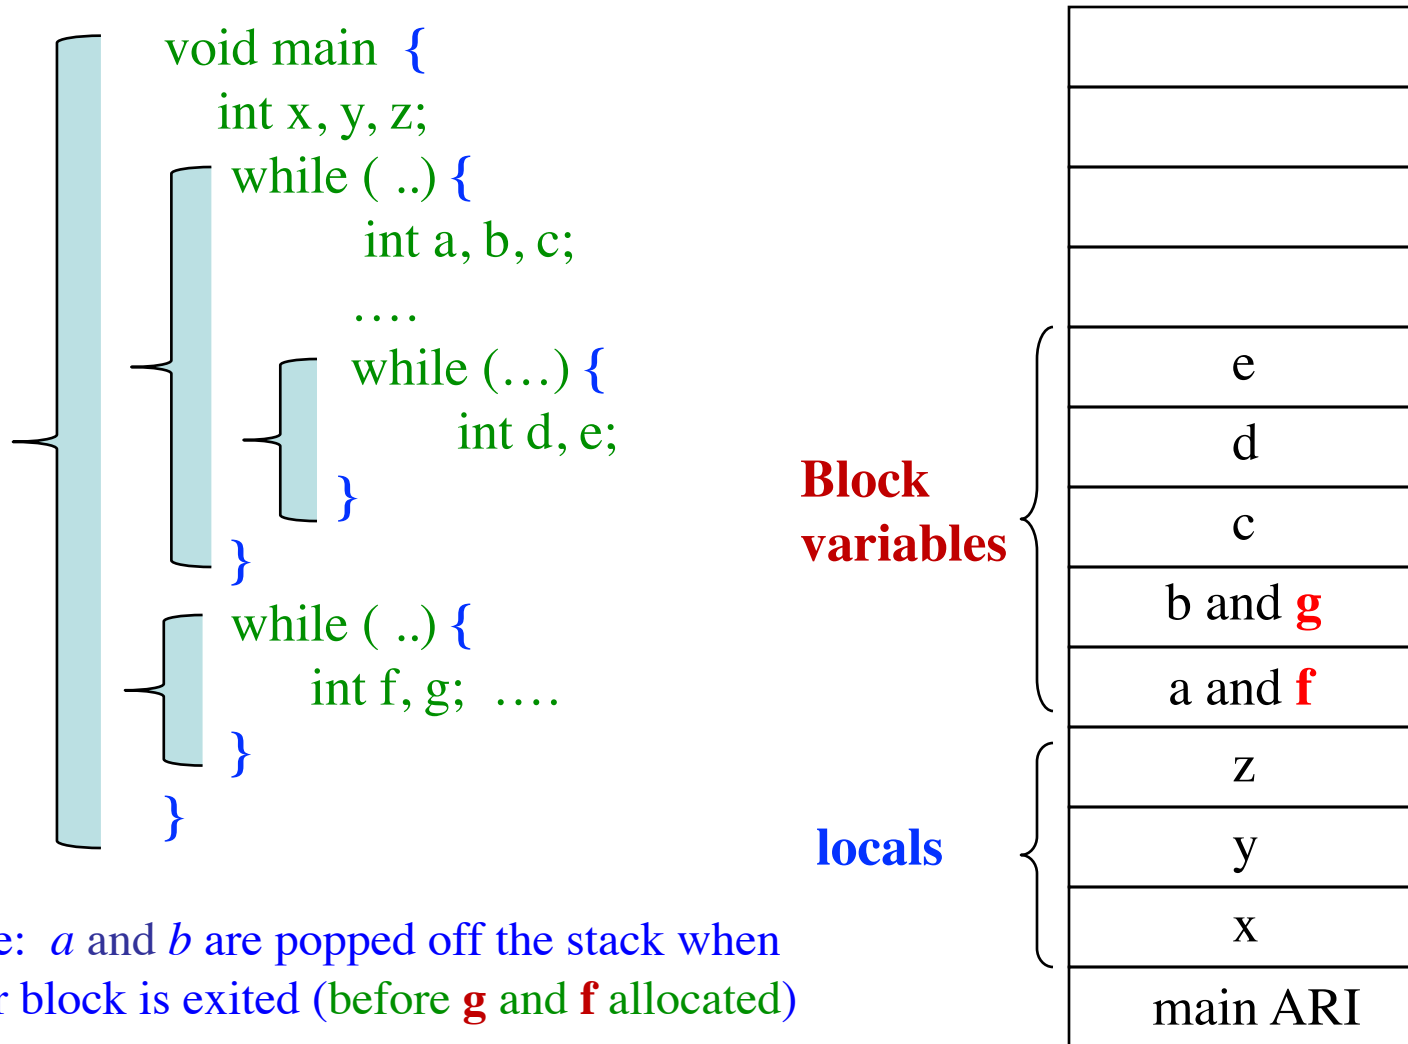 void main {
int x, y, z;
while ( ..) {
int a, b, c;
….
while (…) {
int d, e;
}
}
while ( ..) {
int f, g; ….
}
}
e: a and b are popped off the stack when
r block is exited (before g and f allocated)
Block
variables
locals
e
d
c
b and g
a and f
z
y
x
main ARI